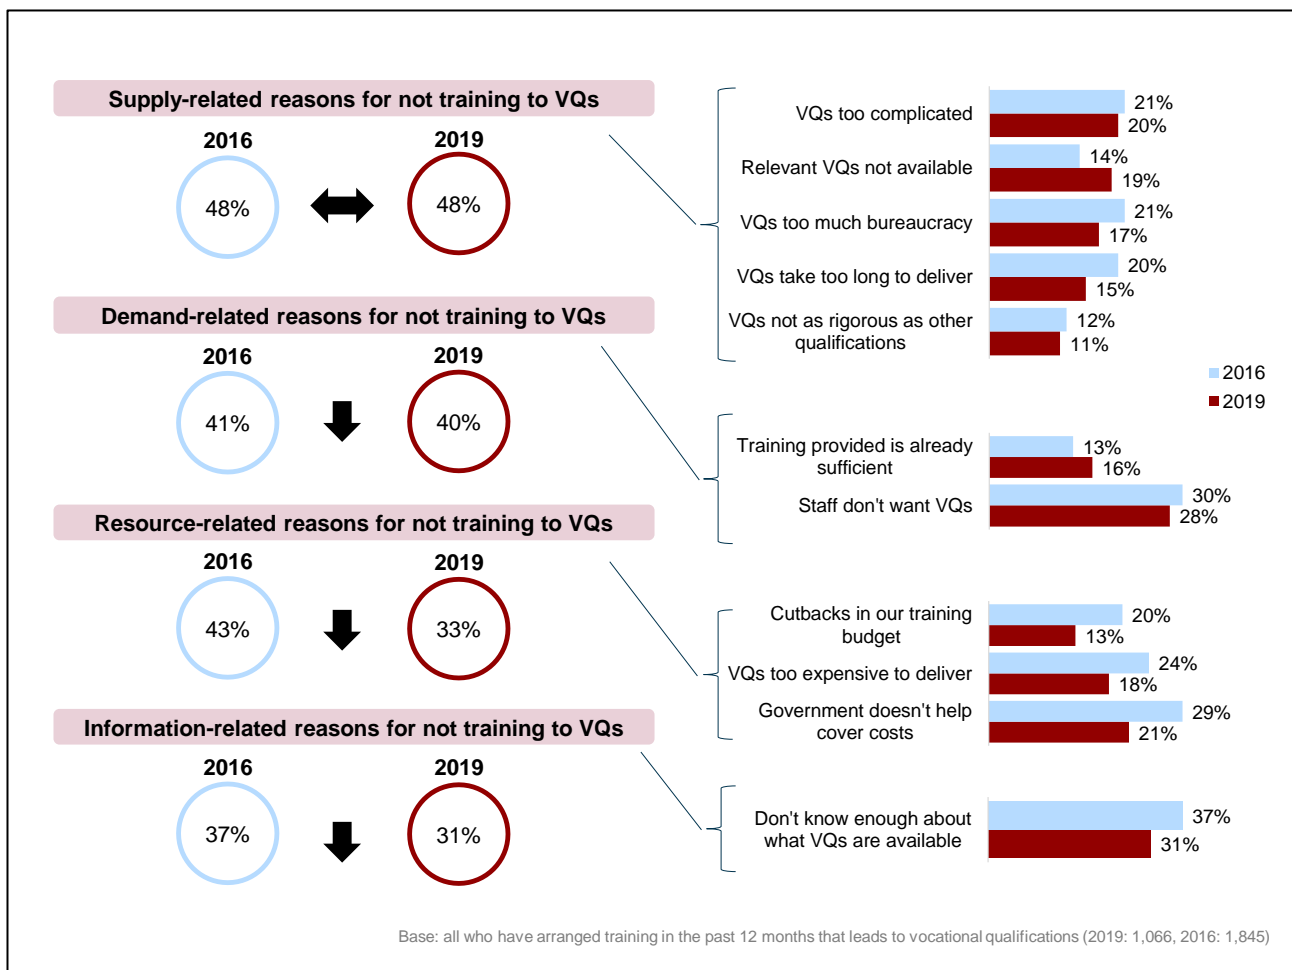 Supply-related reasons for not training to VQs
2016
2019
48%
48%
Demand-related reasons for not training to VQs
2016
2019
41%
40%
Resource-related reasons for not training to VQs
2016
2019
43%
33%
Information-related reasons for not training to VQs
2016
2019
37%
31%
VQs too complicated
21%
20%
Relevant VQs not available
14%
19%
VQs too much bureaucracy
21%
17%
VQs take too long to deliver
20%
15%
VQs not as rigorous as other
qualifications
12%
11%
2016
2019
Training provided is already
sufficient
13%
16%
Staff don't want VQs
30%
28%
Cutbacks in our training
budget
20%
13%
VQs too expensive to deliver
24%
18%
Government doesn't help
cover costs
29%
21%
Don't know enough about
what VQs are available
37%
31%
Base: all who have arranged training in the past 12 months that leads to vocational qualifications (2019: 1,066, 2016: 1,845)